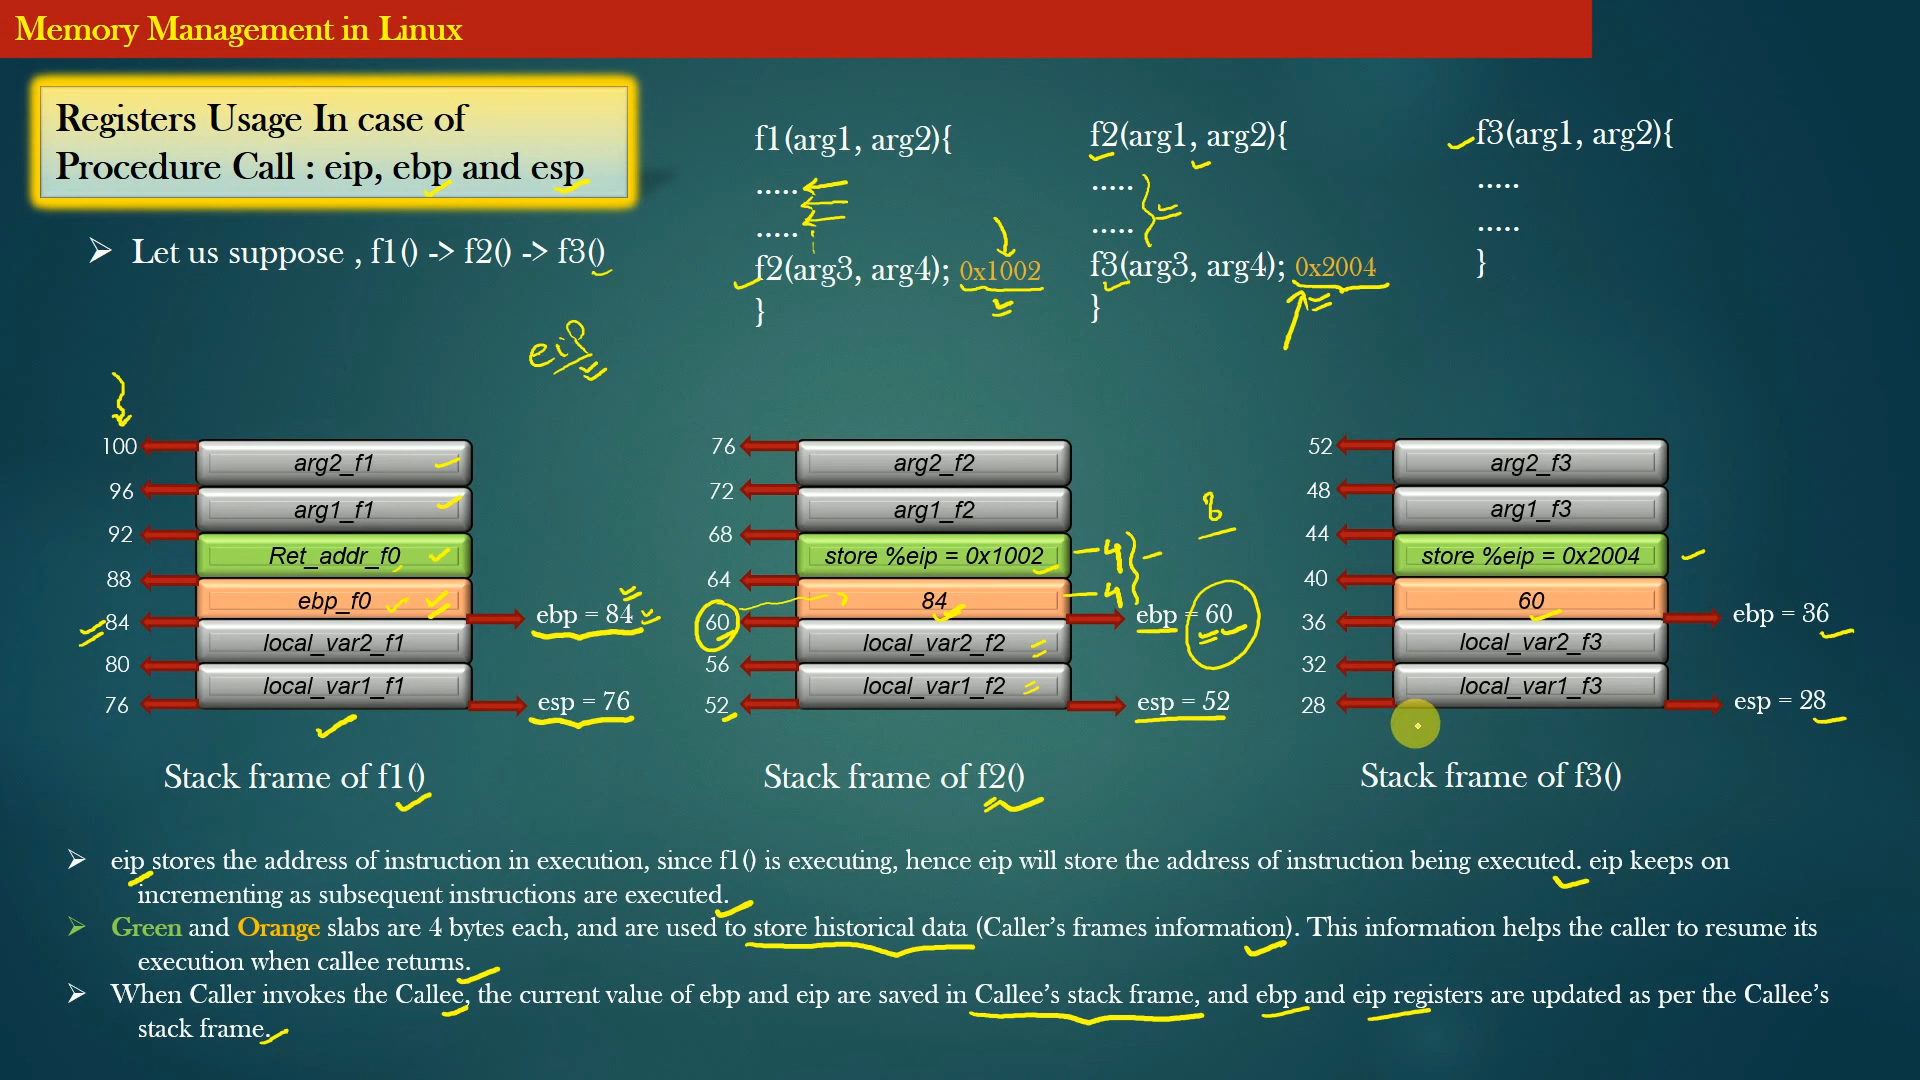 Memory Management in Linux
Registers Usage In case of
Procedure Call : eip, ebp and esp
➢ Let us suppose , f1() -> f2() -> f3()
f1(arg1, arg2){
.....
.....
f2(arg3, arg4); 0x1002
}
f2(arg1, arg2){
.....
.....
f3(arg3, arg4); 0x2004
}
f3(arg1, arg2){
.....
.....
}
eip
100
96
92
88
84
80
76
arg2_f1
arg1_f1
Ret_addr_f0
ebp_f0
local_var2_f1
local_var1_f1
ebp = 84
esp = 76
Stack frame of f1()
76
72
68
64
60
56
52
arg2_f2
arg1_f2
store %eip = 0x1002
84
local_var2_f2
local_var1_f2
4
4
8
ebp = 60
esp = 52
Stack frame of f2()
52
48
44
40
36
32
28
arg2_f3
arg1_f3
store %eip = 0x2004
60
local_var2_f3
local_var1_f3
ebp = 36
esp = 28
Stack frame of f3()
➢ eip stores the address of instruction in execution, since f1() is executing, hence eip will store the address of instruction being executed. eip keeps on
incrementing as subsequent instructions are executed.
➢ Green and Orange slabs are 4 bytes each, and are used to store historical data (Caller's frames information). This information helps the caller to resume its
execution when callee returns.
➢ When Caller invokes the Callee, the current value of ebp and eip are saved in Callee's stack frame, and ebp and eip registers are updated as per the Callee's
stack frame.